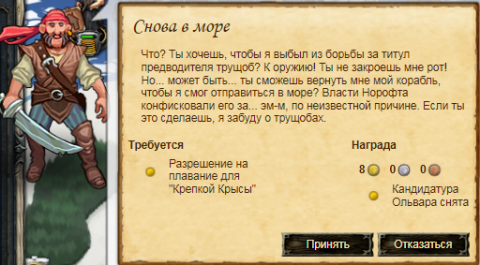 Снова в море
Что? Ты хочешь, чтобы я выбыл из борьбы за титул
предводителя трущоб? К оружию! Ты не закроешь мне рот!
Но... может быть... ты сможешь вернуть мне мой корабль,
чтобы я смог отправиться в море? Власти Норофта
конфисковали его за... эм-м, по неизвестной причине. Если ты
это сделаешь, я забуду о трущобах.
Требуется
Разрешение на
плавание для
"Крепкой Крысы"
Награда
8 0 0
Кандидатура
Ольвара снята
Принять
Отказаться